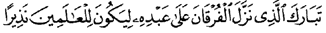 تَبَارَكَ الَّذِي نَزَّلَ الْفُرْقَانَ عَلَىٰ عَبْدِهِۦ لِيَكُونَ لِلْعَالَمِينَ نَذِيرًا